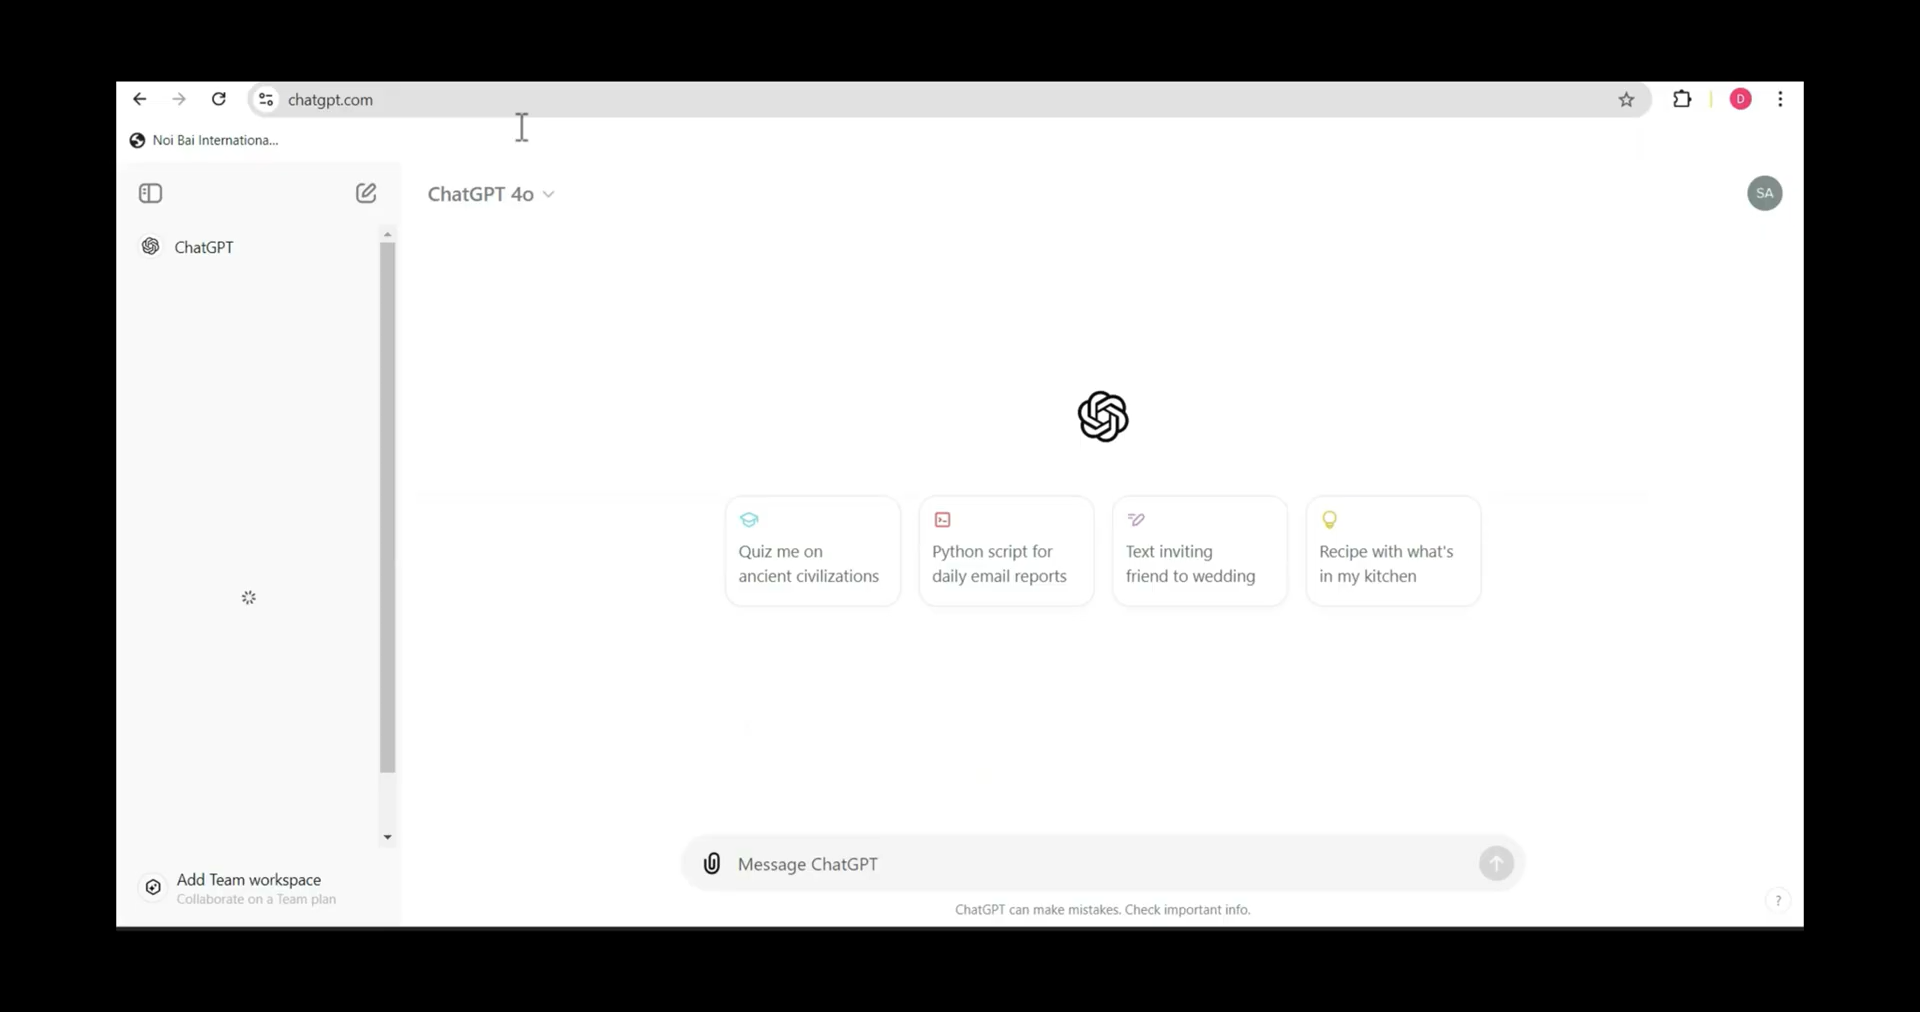 chatgpt.com
D
Noi Bai Internationa...
ChatGPT 4o
SA
ChatGPT
Quiz me on
ancient civilizations
Python script for
daily email reports
Text inviting
friend to wedding
Recipe with what's
in my kitchen
Add Team workspace
Collaborate on a Team plan
Message ChatGPT
ChatGPT can make mistakes. Check important info.
?